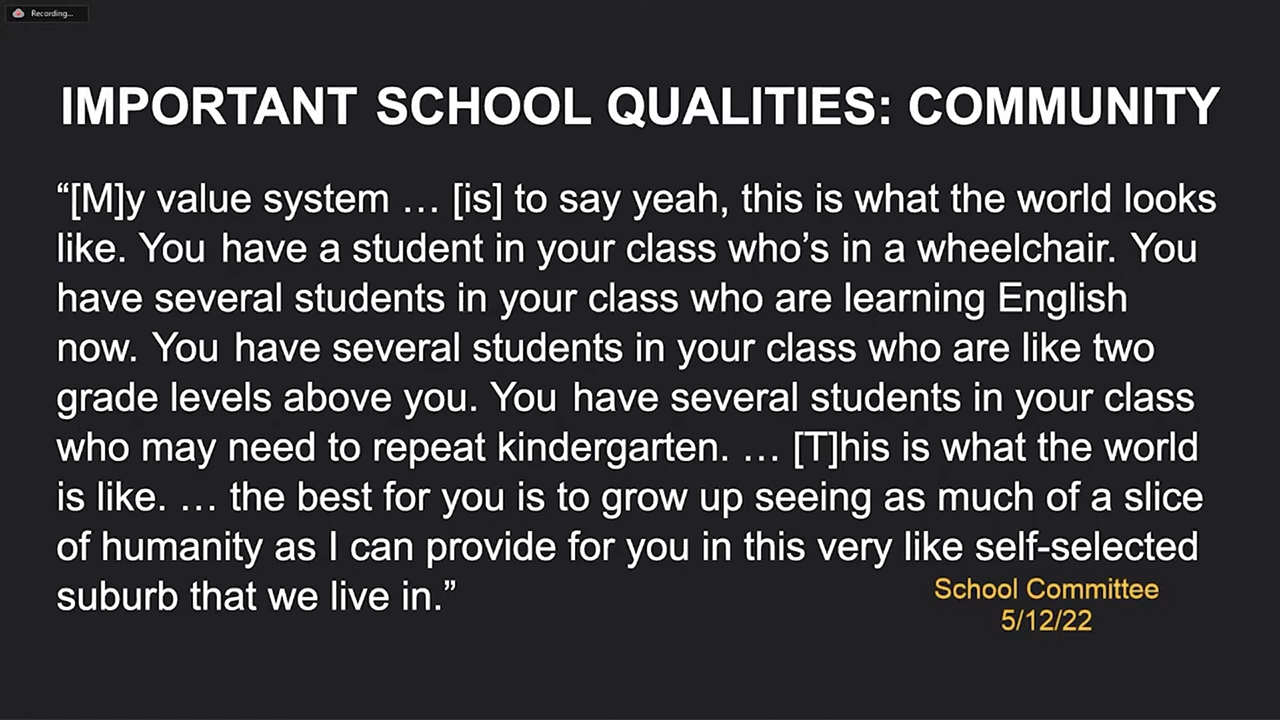 Recording...
IMPORTANT SCHOOL QUALITIES: COMMUNITY
“[M]y value system … [is] to say yeah, this is what the world looks
like. You have a student in your class who’s in a wheelchair. You
have several students in your class who are learning English
now. You have several students in your class who are like two
grade levels above you. You have several students in your class
who may need to repeat kindergarten. … [T]his is what the world
is like. … the best for you is to grow up seeing as much of a slice
of humanity as I can provide for you in this very like self-selected
suburb that we live in.”
School Committee
5/12/22